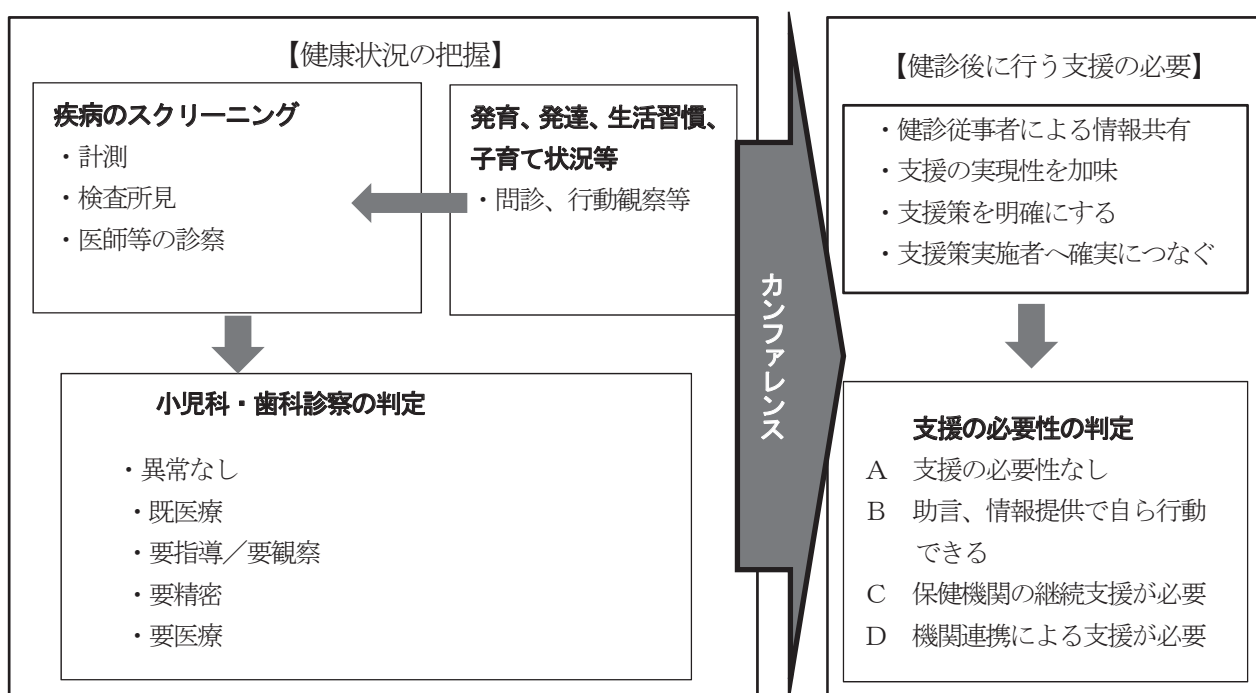 【健康状況の把握】
疾病のスクリーニング
・計測
・検査所見
・医師等の診察
発育、発達、生活習慣、
子育て状況等
・問診、行動観察等
小児科・歯科診察の判定
・異常なし
・既医療
・要指導／要観察
・要精密
・要医療
カンファレンス
【健診後に行う支援の必要】
・健診従事者による情報共有
・支援の実現性を加味
・支援策を明確にする
・支援策実施者へ確実につなぐ
支援の必要性の判定
A 支援の必要性なし
B 助言、情報提供で自ら行動
できる
C 保健機関の継続支援が必要
D 機関連携による支援が必要